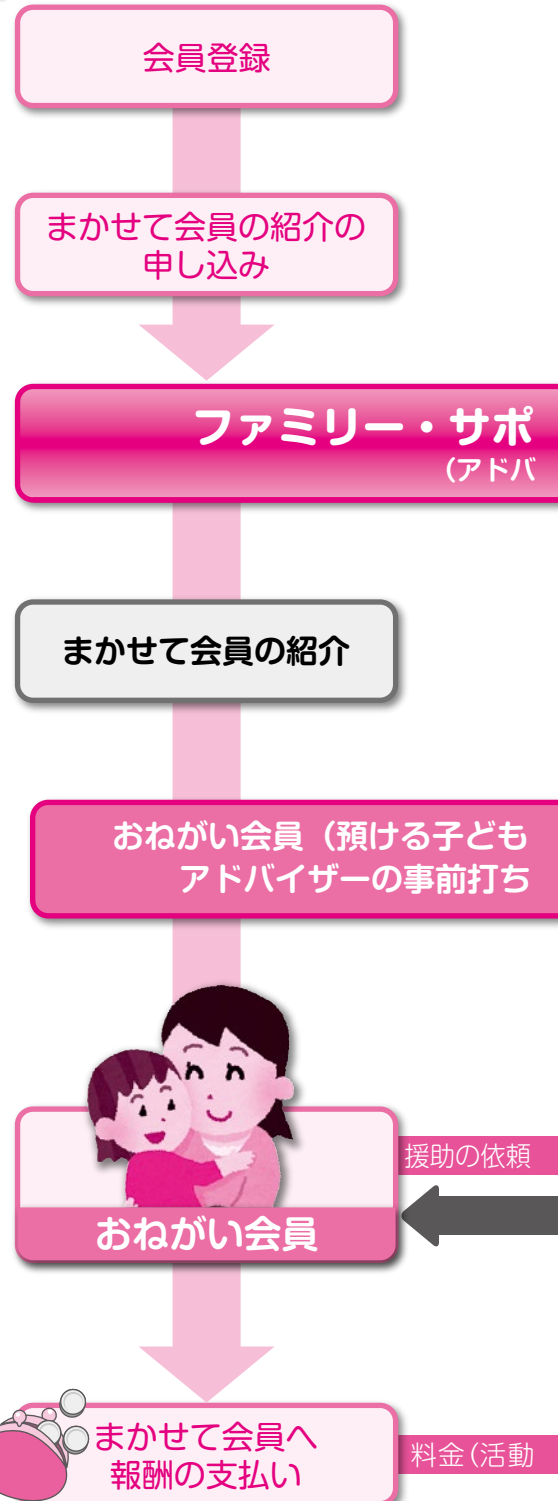 会員登録
まかせて会員の紹介の
申し込み
ファミリー・サポ
(アドバ
まかせて会員の紹介
おねがい会員（預ける子ども
アドバイザーの事前打ち
援助の依頼
おねがい会員
まかせて会員へ
報酬の支払い
料金(活動